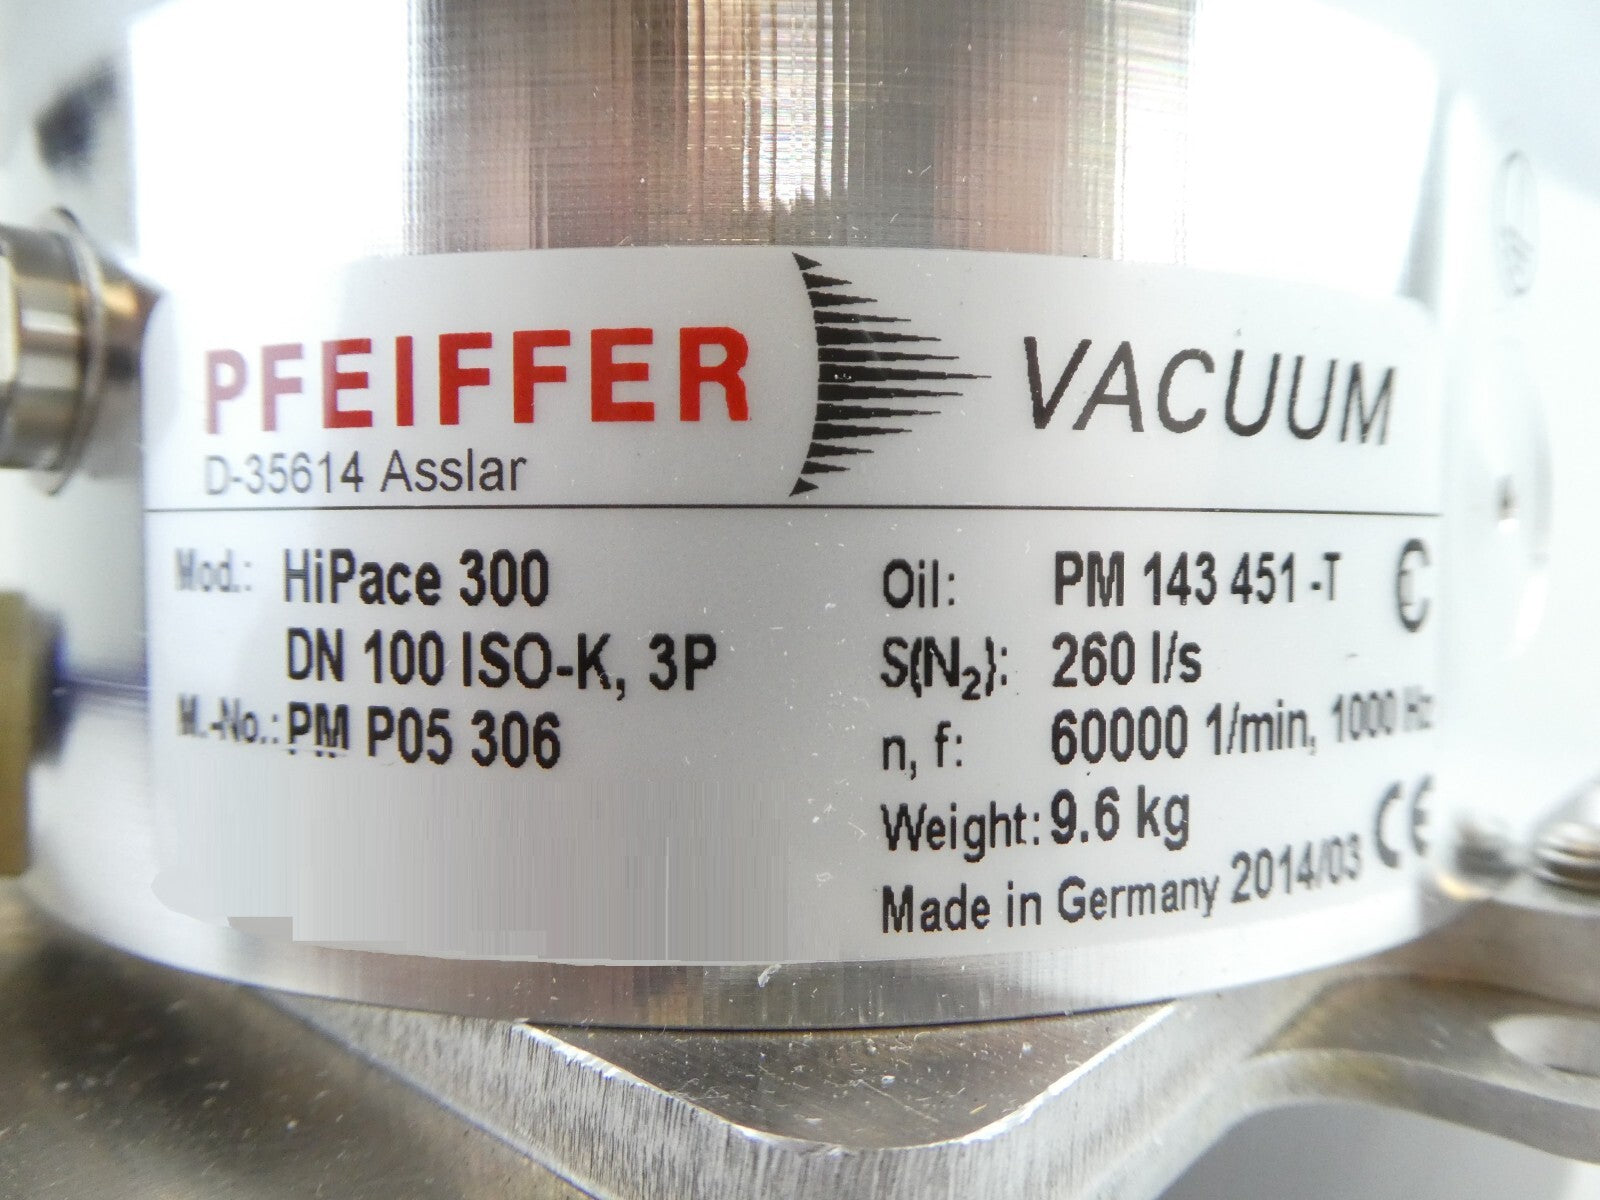 PFEIFFER VACUUM
D-35614 Asslar
Mod.: HiPace 300
DN 100 ISO-K, 3P
M.-No.: PM P05 306
Oil: PM 143 451 -T
S(N₂): 260 l/s
n, f: 60000 1/min, 1000 Hz
Weight: 9.6 kg
Made in Germany 2014/03 CE